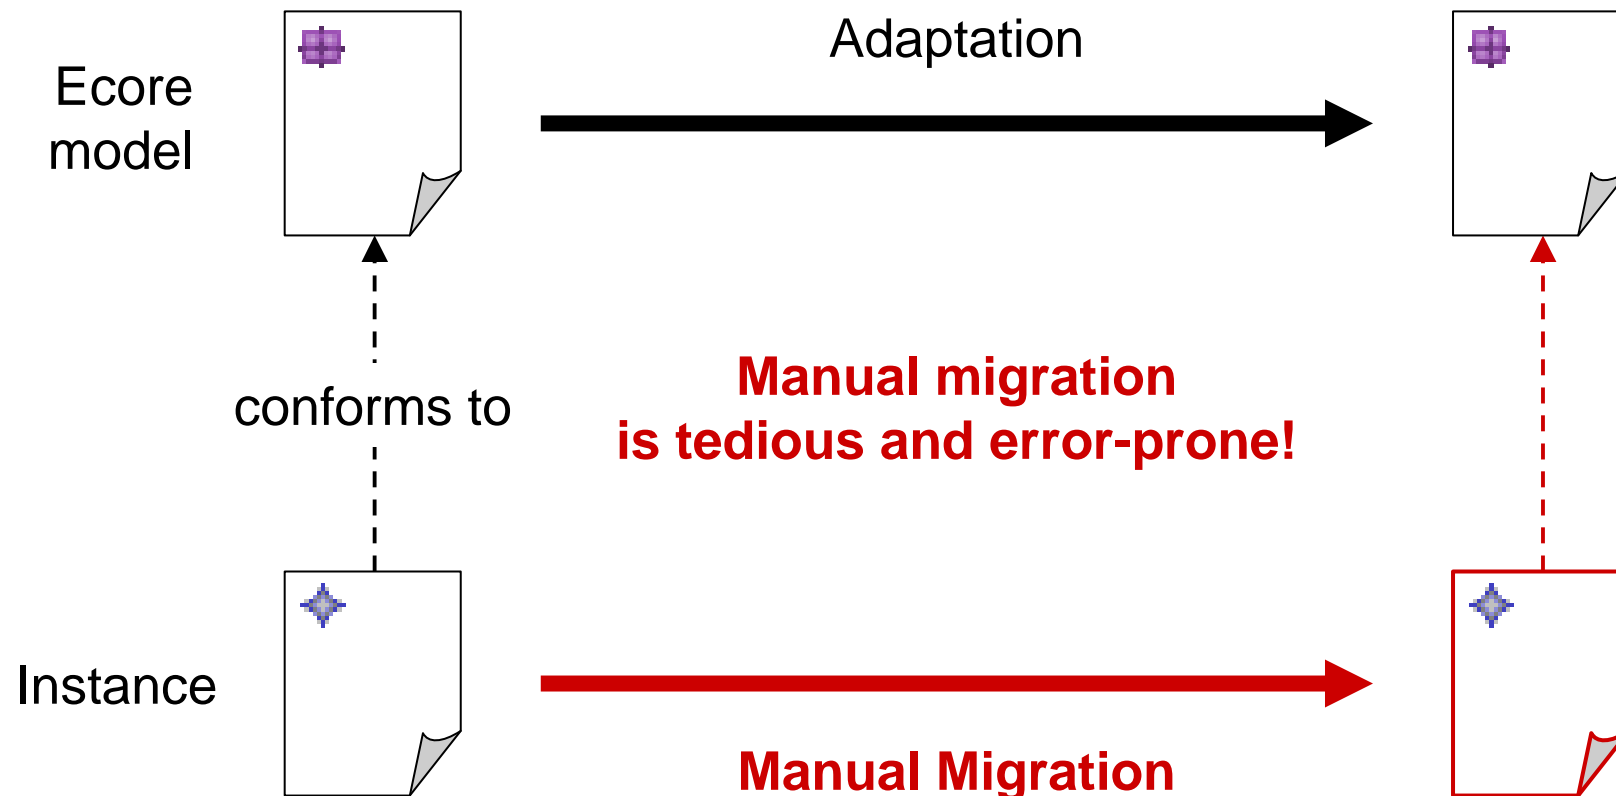 Adaptation
Ecore
model
Manual migration
is tedious and error-prone!
conforms to
Instance
Manual Migration